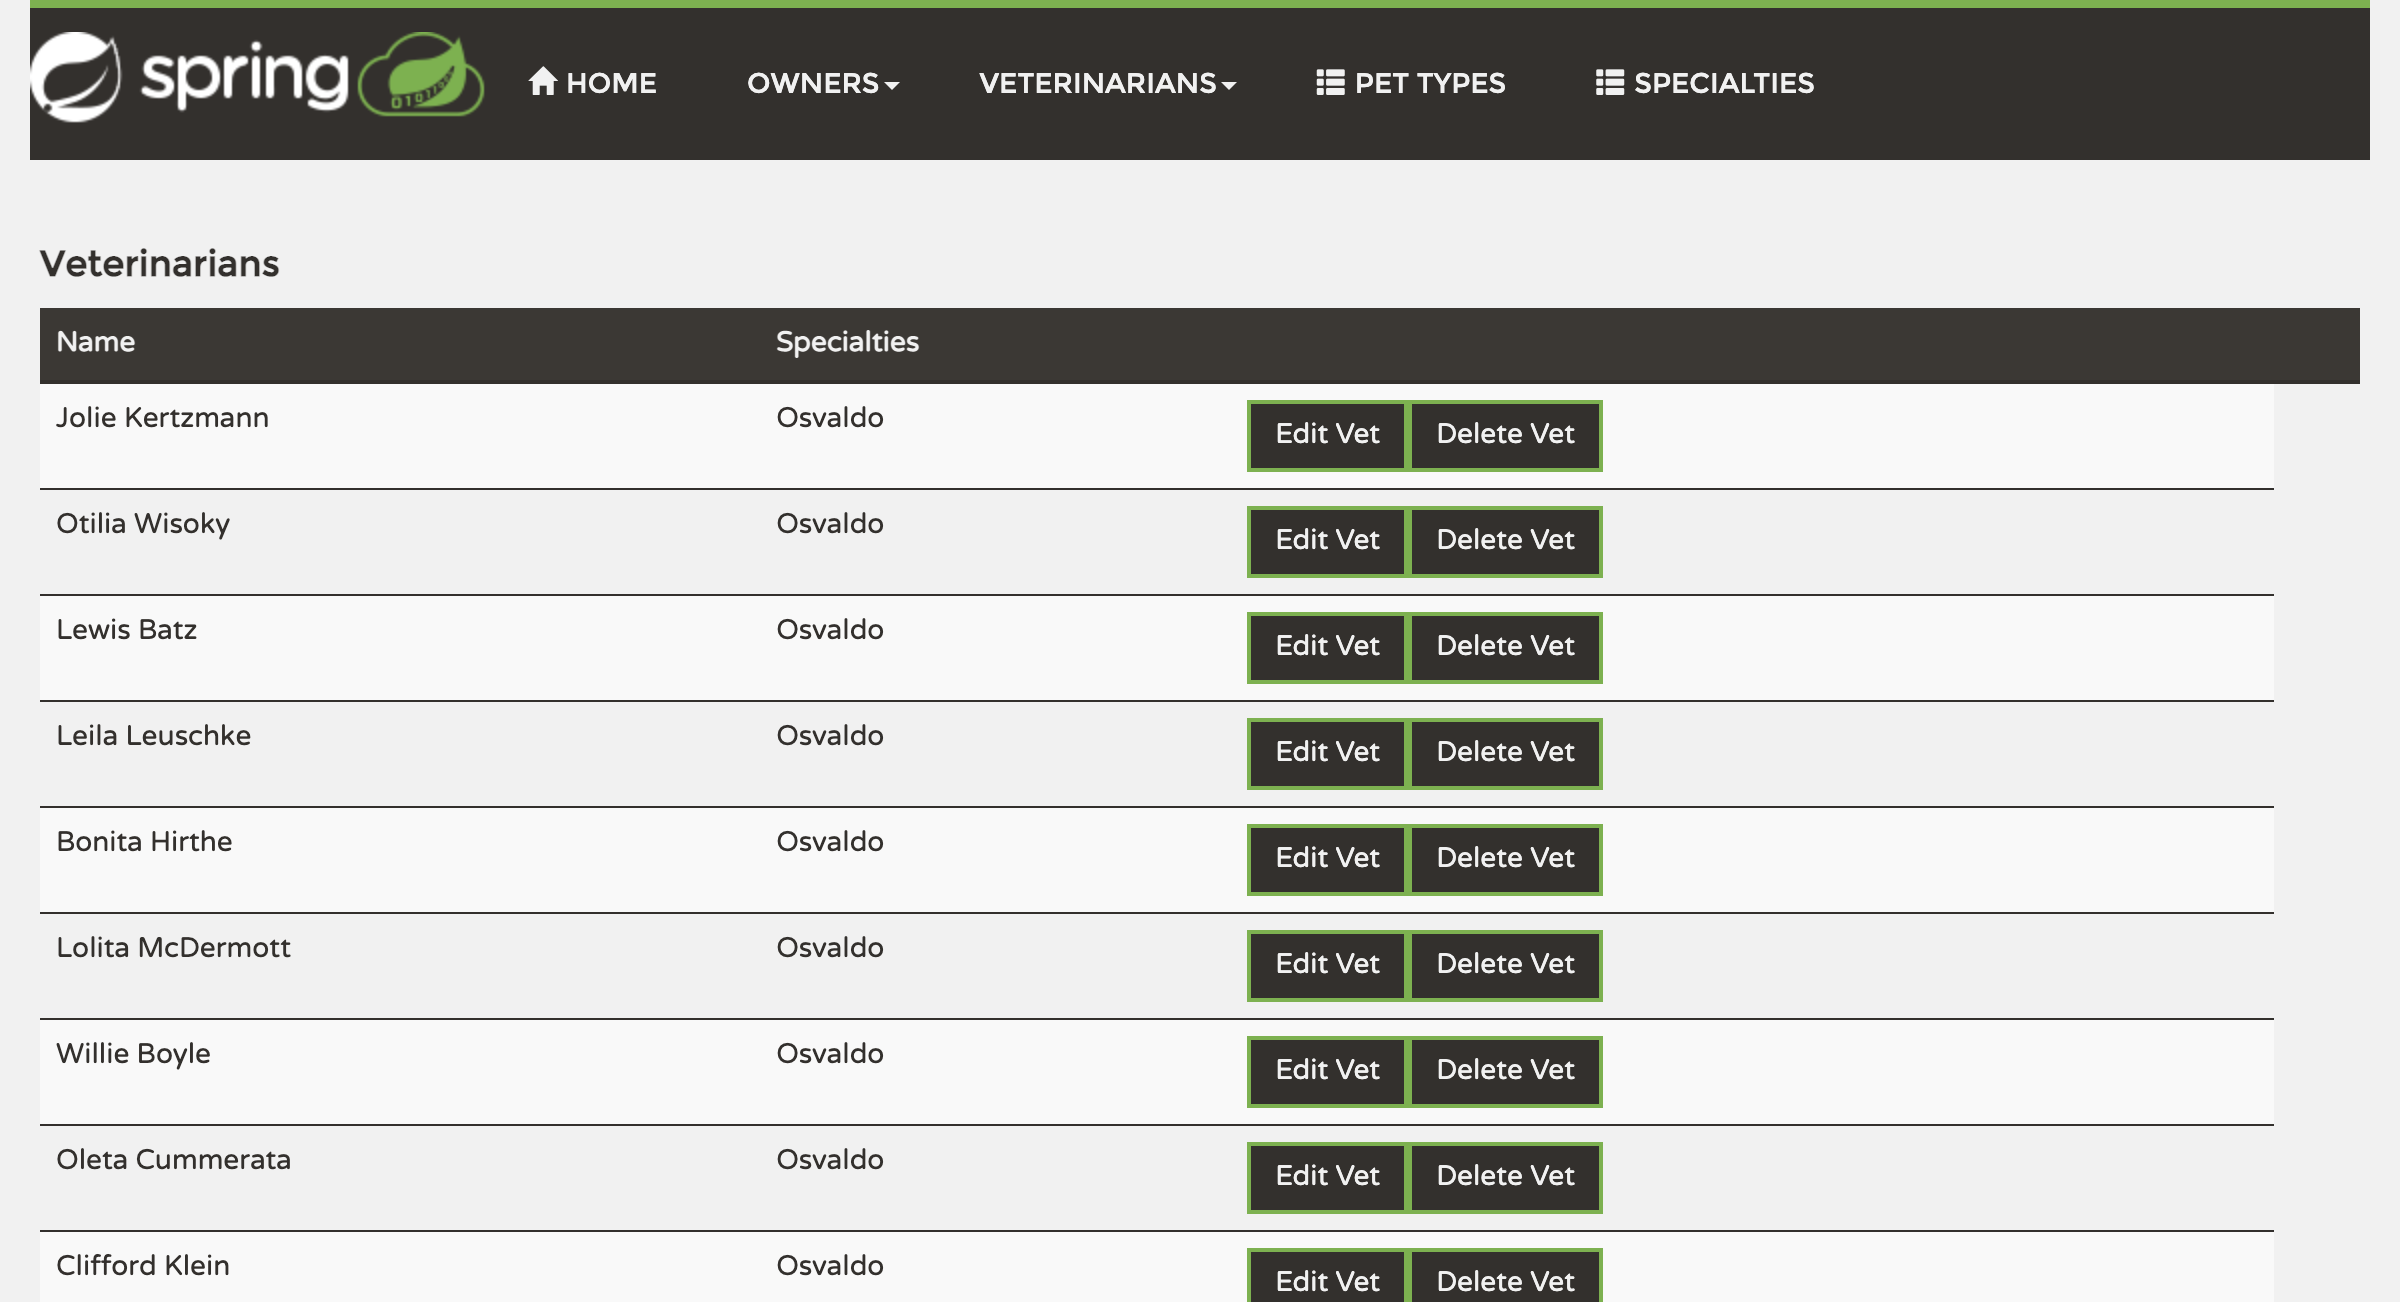 spring HOME OWNERS VETERINARIANS PET TYPES SPECIALTIES
Veterinarians
Name Specialties
Jolie Kertzmann Osvaldo Edit Vet Delete Vet
Otilia Wisoky Osvaldo Edit Vet Delete Vet
Lewis Batz Osvaldo Edit Vet Delete Vet
Leila Leuschke Osvaldo Edit Vet Delete Vet
Bonita Hirthe Osvaldo Edit Vet Delete Vet
Lolita McDermott Osvaldo Edit Vet Delete Vet
Willie Boyle Osvaldo Edit Vet Delete Vet
Oleta Cummerata Osvaldo Edit Vet Delete Vet
Clifford Klein Osvaldo Edit Vet Delete Vet